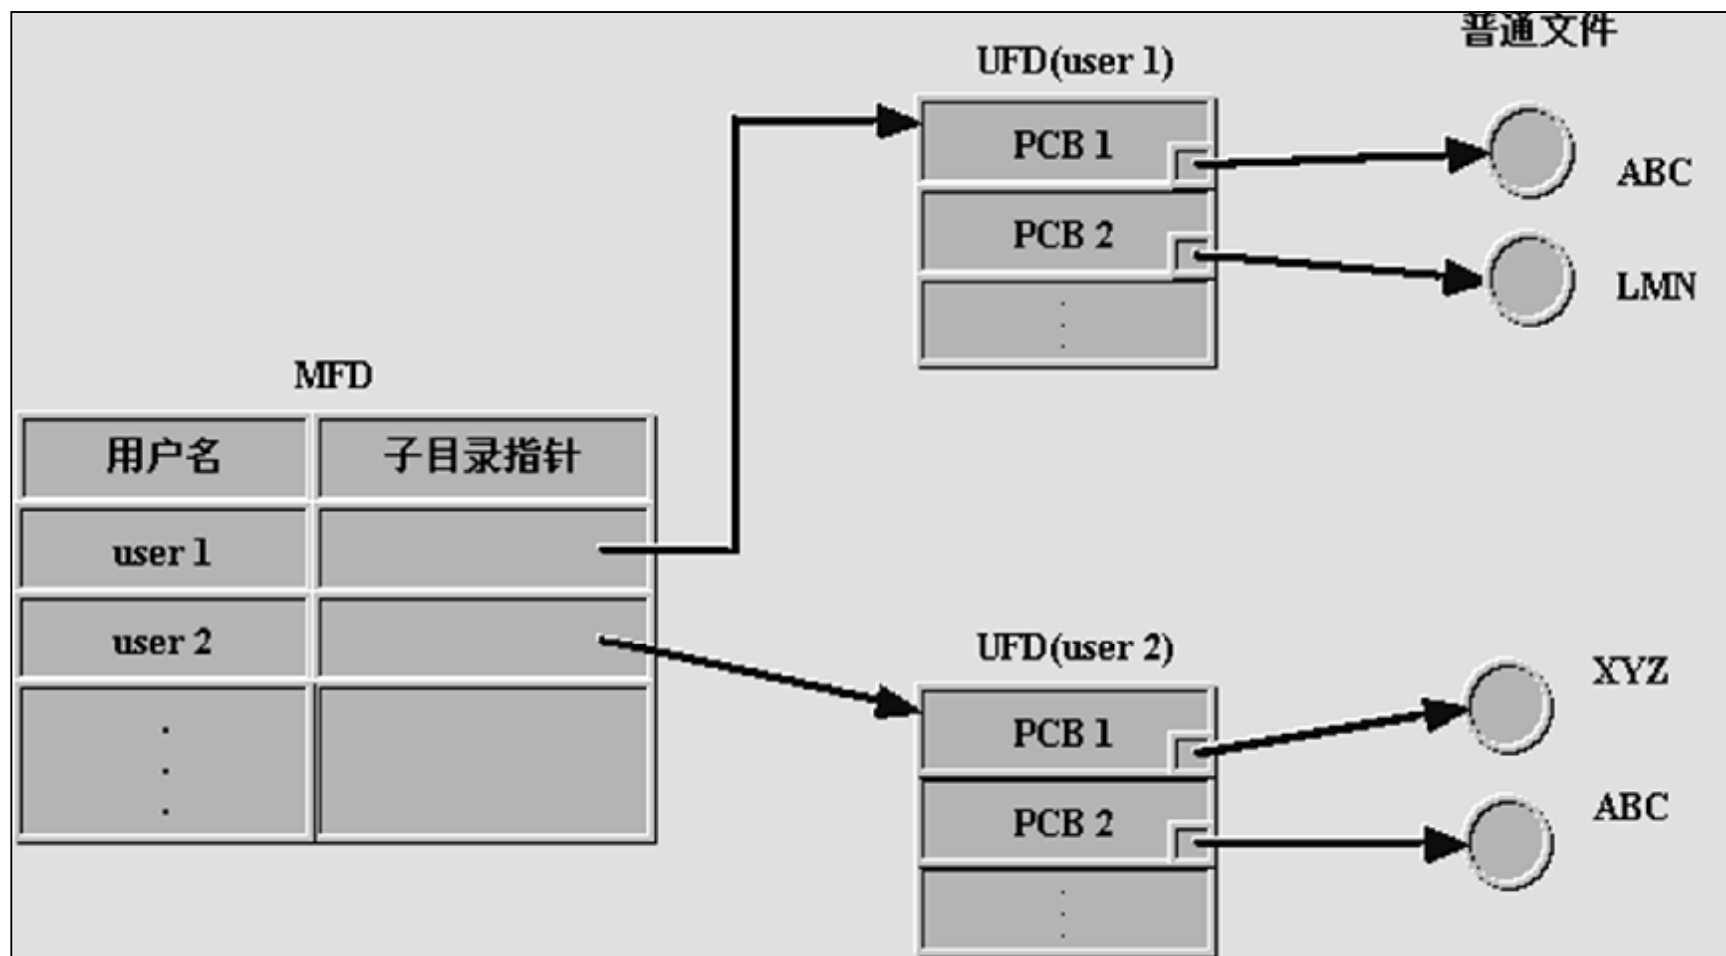 普通文件
UFD(user 1)
PCB 1
ABC
PCB 2
LMN
MFD
用户名 子目录指针
user 1
user 2
UFD(user 2)
PCB 1
XYZ
PCB 2
ABC